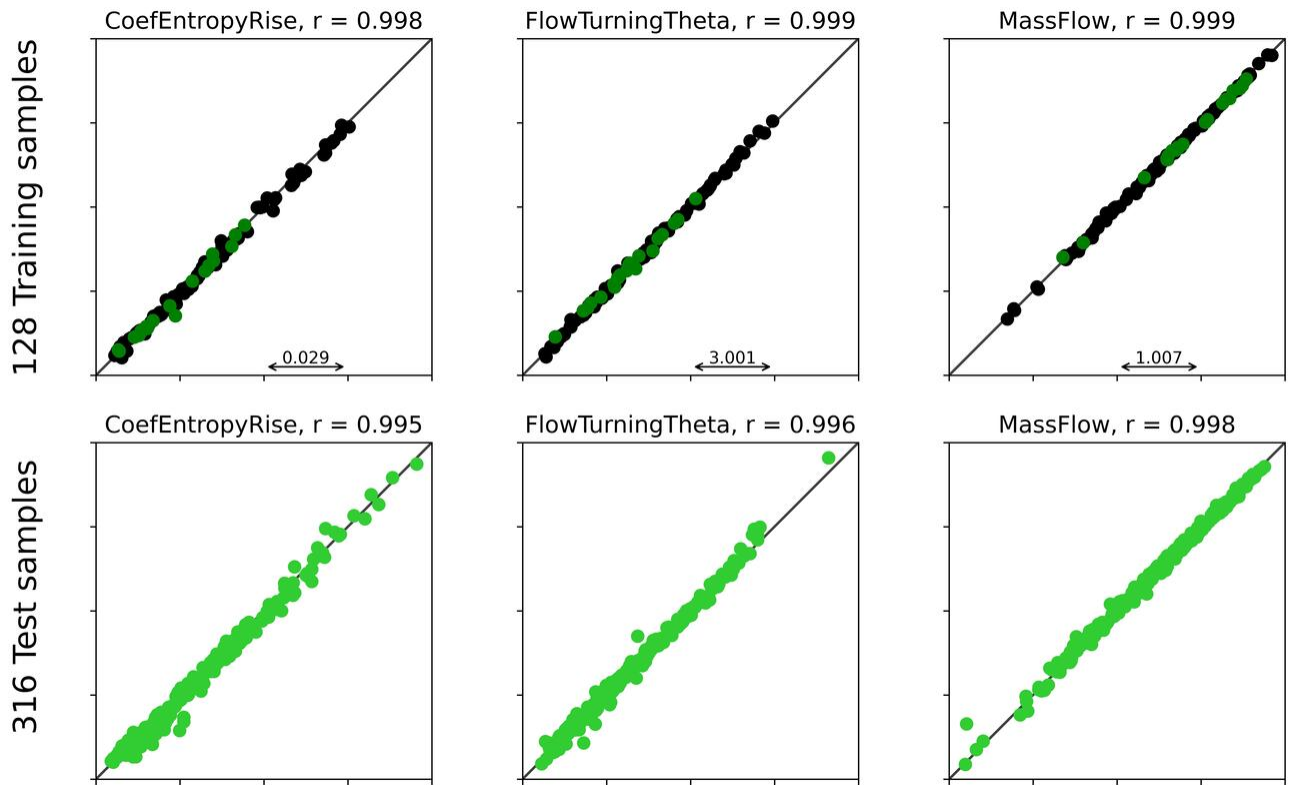 CoefEntropyRise, r = 0.998
FlowTurningTheta, r = 0.999
MassFlow, r = 0.999
128 Training samples
0.029
3.001
1.007
CoefEntropyRise, r = 0.995
FlowTurningTheta, r = 0.996
MassFlow, r = 0.998
316 Test samples